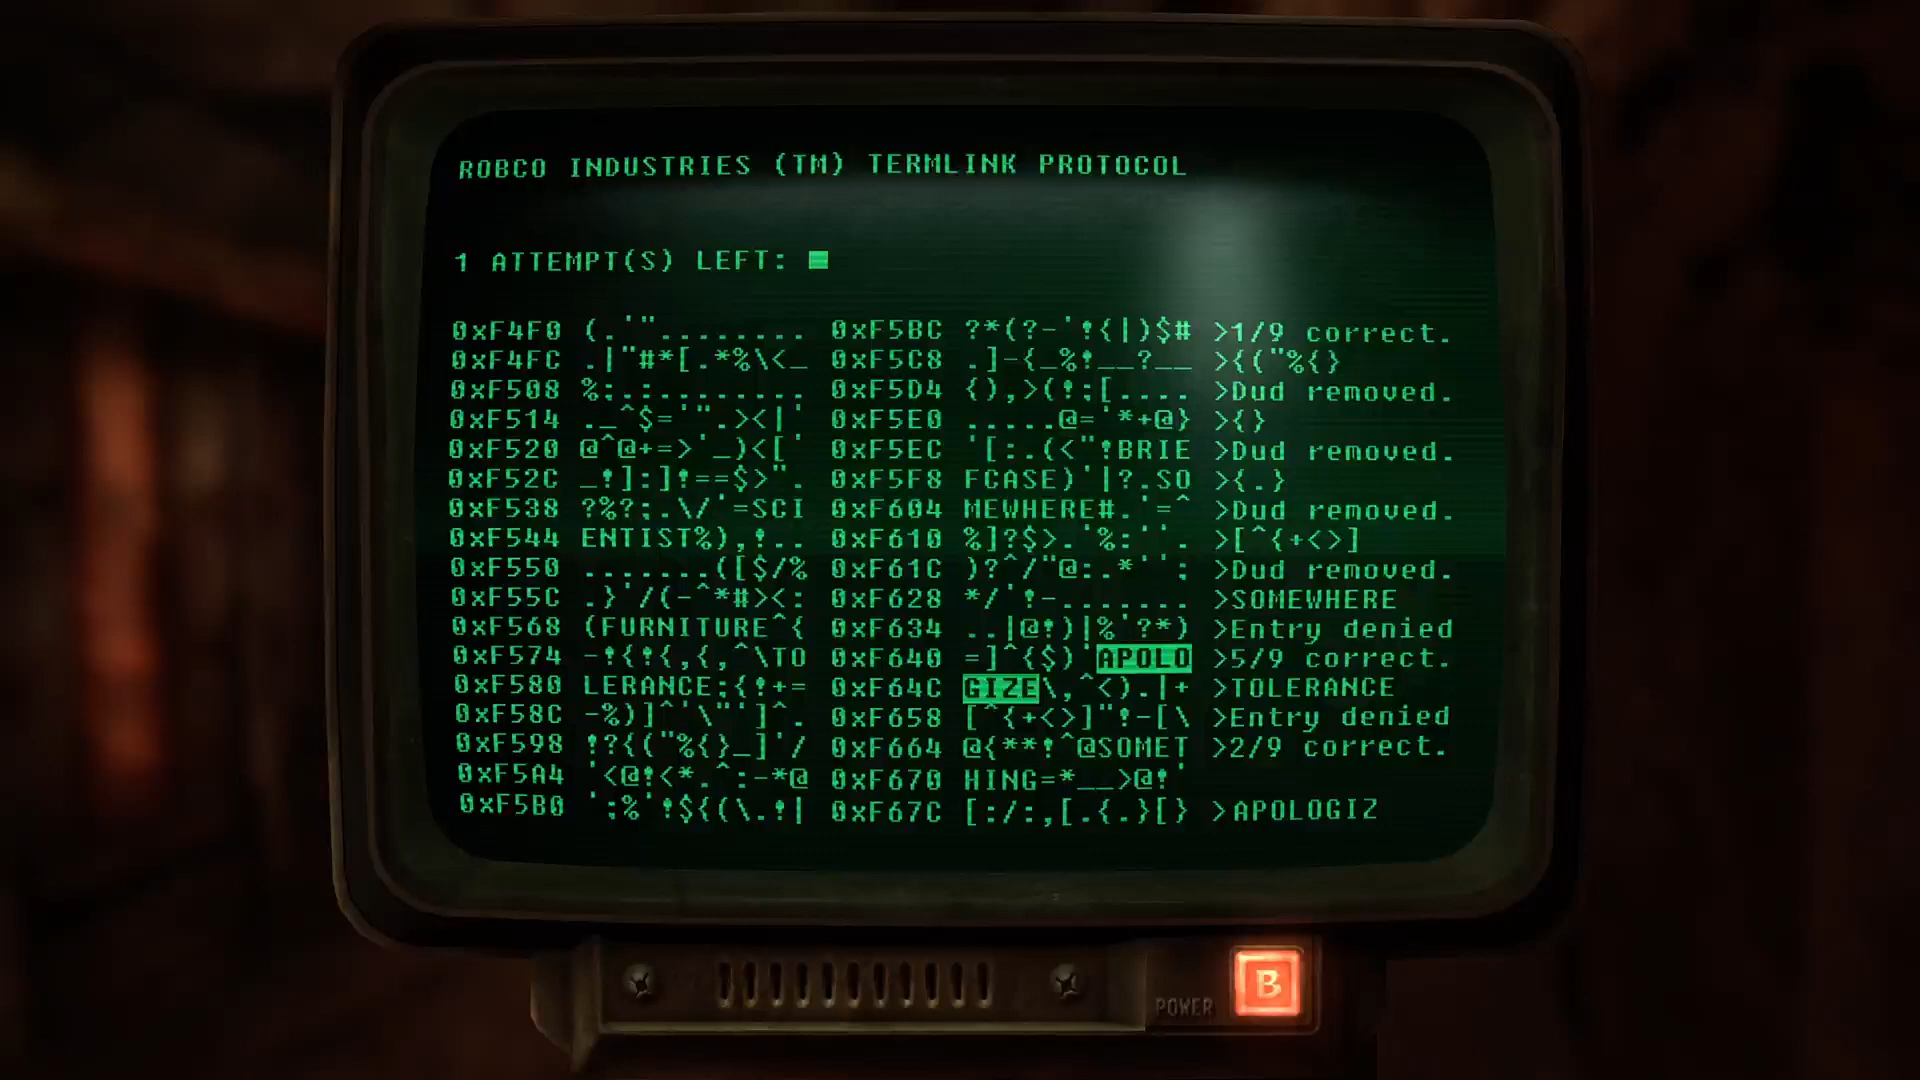 ROBCO INDUSTRIES (TM) TERMLINK PROTOCOL
1 ATTEMPT(S) LEFT:
0xF4F0 (.'"........ 0xF5BC ?*(?-'!{|)$# >1/9 correct.
0xF4FC .|"#*[.*%\<_ 0xF5C8 .]-{_%!__?__ >{("%{}
0xF508 %;.:........ 0xF5D4 {),>(!;[.... >Dud removed.
0xF514 ._^$='".><|' 0xF5E0 .....@='*+@} >{}
0xF520 @^@+=>'_)<[' 0xF5EC '[:.(<"!BRIE >Dud removed.
0xF52C _!]:]!==$>". 0xF5F8 FCASE)'|?.SO >{.}
0xF538 ?%?;.\/'=SCI 0xF604 MEWHERE#.'=^ >Dud removed.
0xF544 ENTIST%),!.. 0xF610 %]?$>.'%:''. >[^{+<>]
0xF550 .......([$/% 0xF61C )?^/"@:.*''; >Dud removed.
0xF55C .}'/(-^*#><: 0xF628 */'!-....... >SOMEWHERE
0xF568 (FURNITURE^{ 0xF634 ..|@!)|%'?*) >Entry denied
0xF574 -!{!{,{,^\TO 0xF640 =]^{$)'APOLO >5/9 correct.
0xF580 LERANCE;{!+= 0xF64C GIZE\,^<).|+ >TOLERANCE
0xF58C -%)]^'\"']^. 0xF658 [^{+<>]"!-[\ >Entry denied
0xF598 !?{("%{}_]'/ 0xF664 @{**!^@SOMET >2/9 correct.
0xF5A4 '<@!<*.^:-*@ 0xF670 HING=*__>@!'
0xF5B0 ';%'!${(\.!| 0xF67C [:/:,[.{.}[} >APOLOGIZ
POWER
B